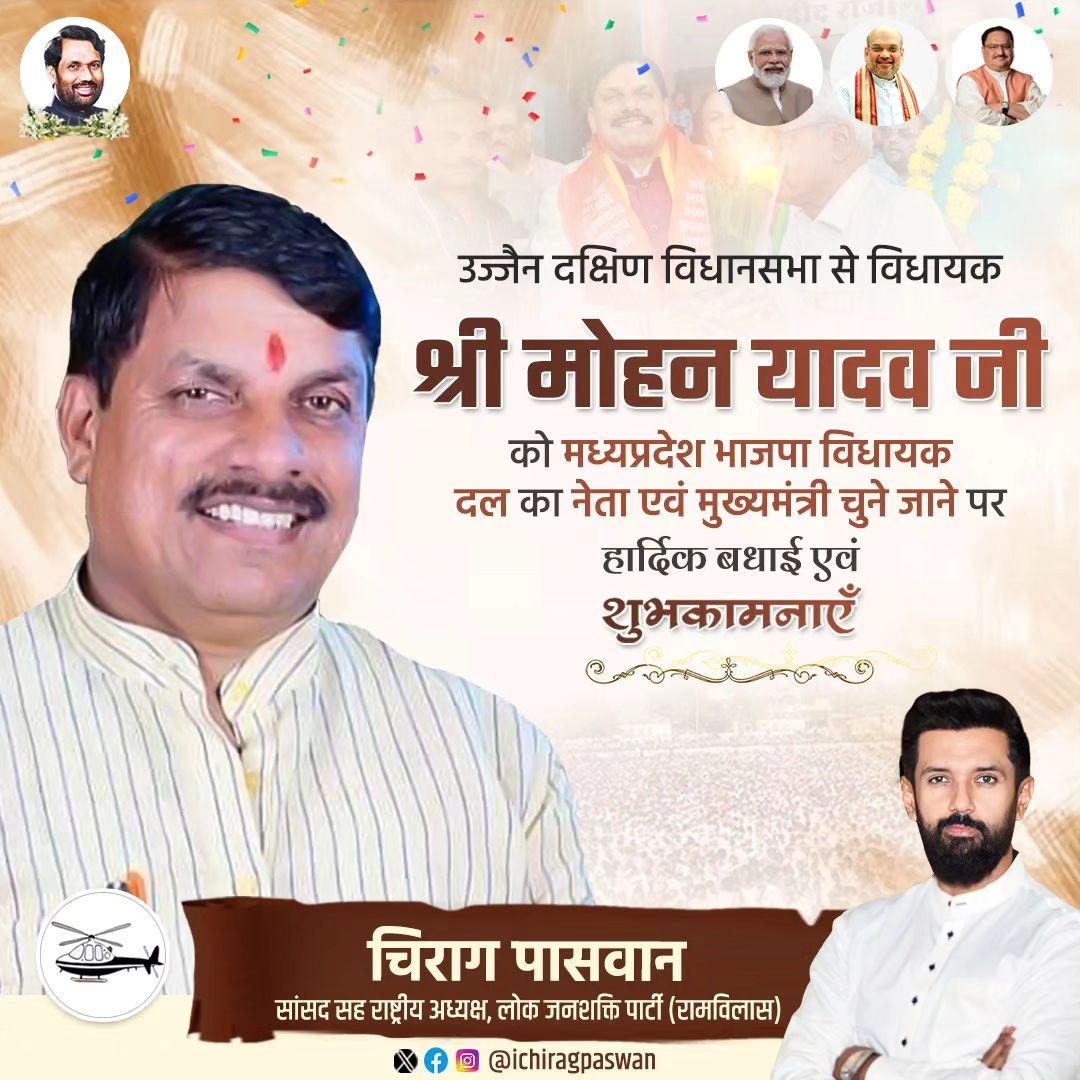 उज्जैन दक्षिण विधानसभा से विधायक
श्री मोहन यादव जी
को मध्यप्रदेश भाजपा विधायक
दल का नेता एवं मुख्यमंत्री चुने जाने पर
हार्दिक बधाई एवं
शुभकामनाएँ
चिराग पासवान
सांसद सह राष्ट्रीय अध्यक्ष, लोक जनशक्ति पार्टी (रामविलास)
@ichiragpaswan